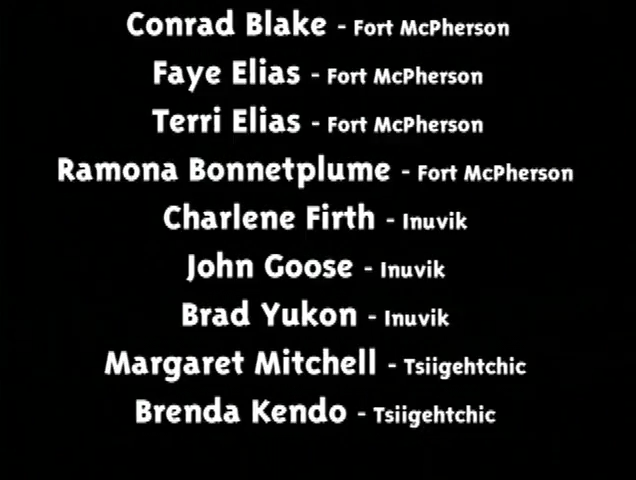 Conrad Blake - Fort McPherson
Faye Elias - Fort McPherson
Terri Elias - Fort McPherson
Ramona Bonnetplume - Fort McPherson
Charlene Firth - Inuvik
John Goose - Inuvik
Brad Yukon - Inuvik
Margaret Mitchell - Tsiigehtchic
Brenda Kendo - Tsiigehtchic